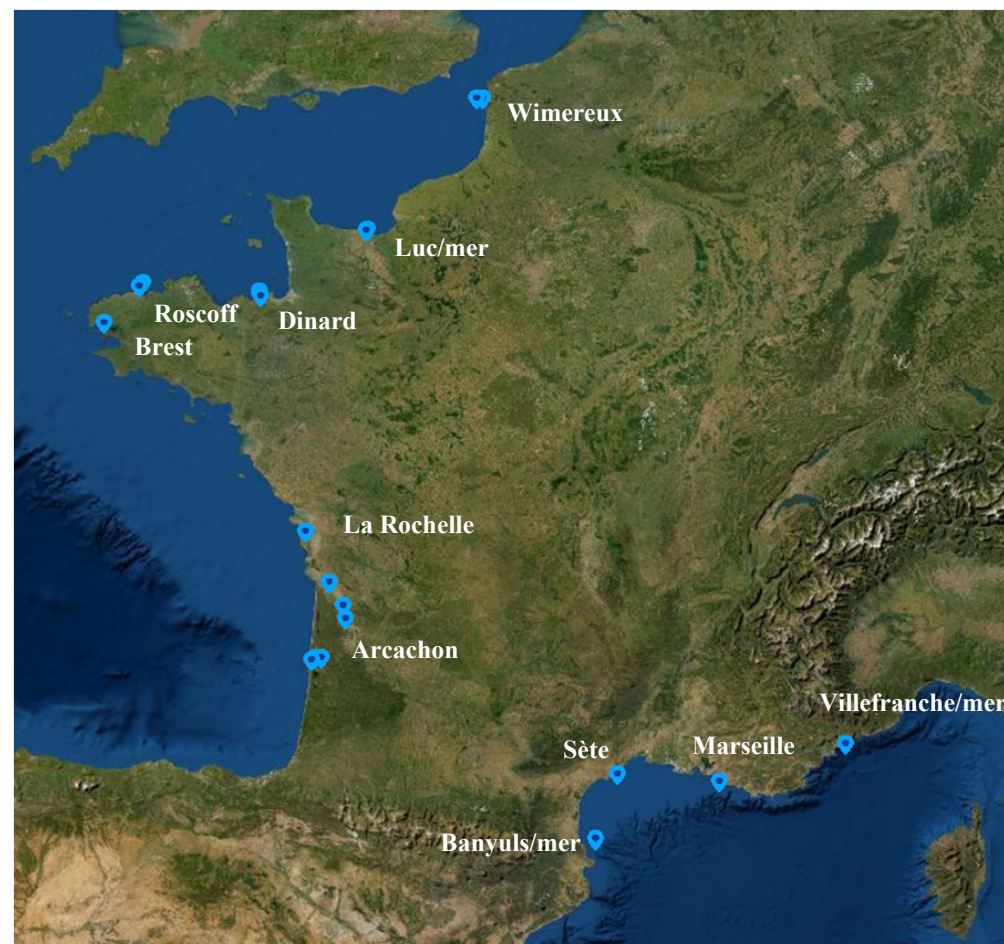 Wimereux
Luc/mer
Roscoff
Dinard
Brest
La Rochelle
Arcachon
Villefranche/mer
Sète
Marseille
Banyuls/mer